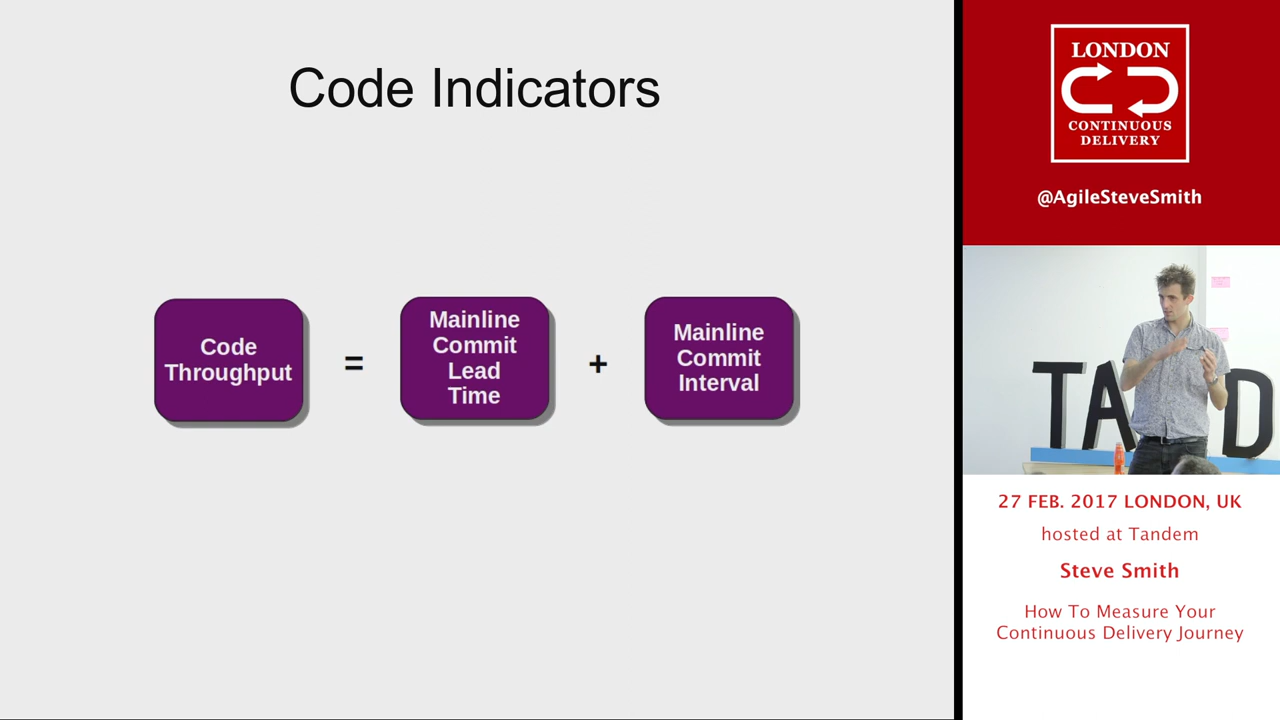 Code Indicators
Code
Throughput
=
Mainline
Commit
Lead
Time
+
Mainline
Commit
Interval
LONDON
CONTINUOUS
DELIVERY
@AgileSteveSmith
TA D
27 FEB. 2017 LONDON, UK
hosted at Tandem
Steve Smith
How To Measure Your
Continuous Delivery Journey